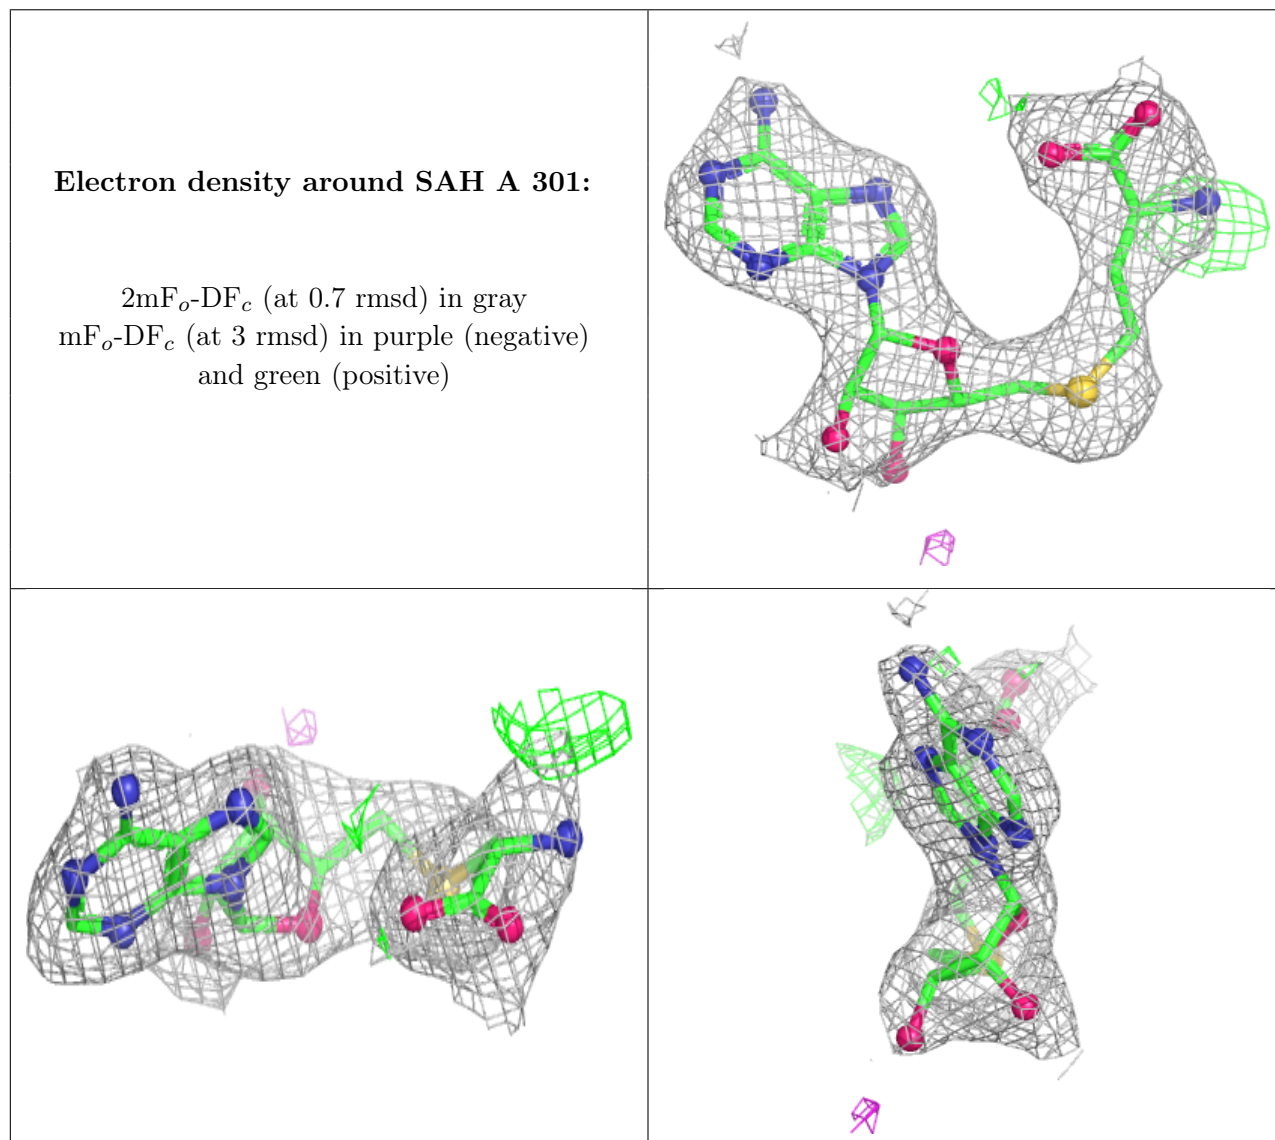 Electron density around SAH A 301:
2mFo-DFc (at 0.7 rmsd) in gray
mFo-DFc (at 3 rmsd) in purple (negative)
and green (positive)